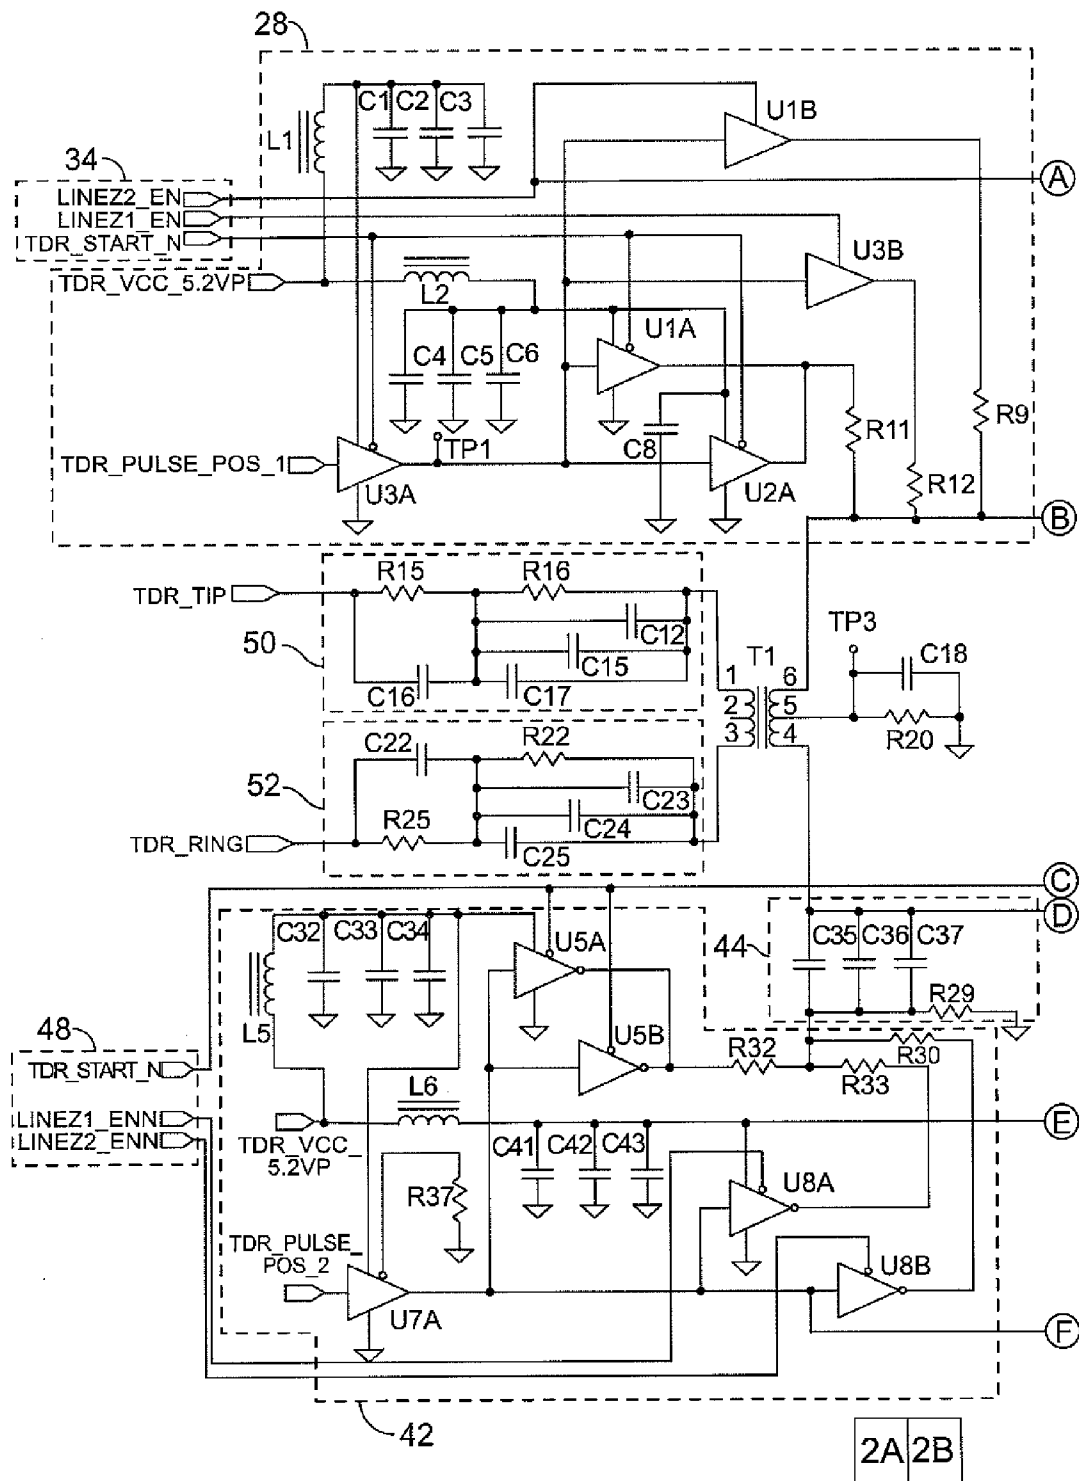 28
C1 C2 C3
U1B
L1
34
A
LINEZ2_EN
LINEZ1_EN
TDR_START_N
U3B
TDR_VCC_5.2VP
L2
U1A
C4 C5 C6
R9
R11
TP1
C8
TDR_PULSE_POS_1
R12
U3A
U2A
B
R15
R16
TDR_TIP
C12
TP3
50
C15
T1
C18
C16
C17
1
6
2
5
3
4
R20
C22
R22
52
C23
R25
C24
TDR_RING
C25
C
D
C32 C33 C34
U5A
44
C35 C36 C37
R29
L5
48
U5B
R32
R30
TDR_START_N
R33
L6
LINEZ1_ENN
LINEZ2_ENN
E
TDR_VCC_
5.2VP
C41 C42 C43
U8A
R37
TDR_PULSE_
POS_2
U8B
U7A
F
42
2A 2B